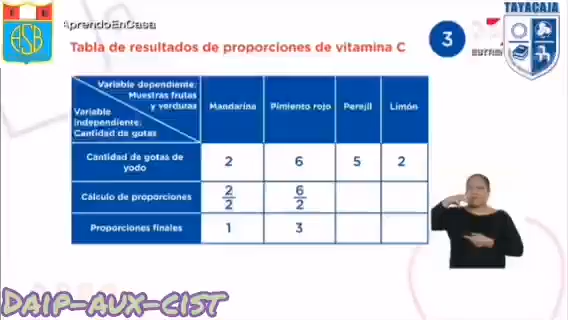 AprendoEnCasa
TAYACAJA
ASB
Tabla de resultados de proporciones de vitamina C
3
Variable dependiente:
Muestras frutas
y verduras
Variable
independiente:
Cantidad de gotas
Mandarina Pimiento rojo Perejil Limón
Cantidad de gotas de
yodo
2 6 5 2
Cálculo de proporciones
2/2 6/2
Proporciones finales 1 3
DAIP-AUX-CIST